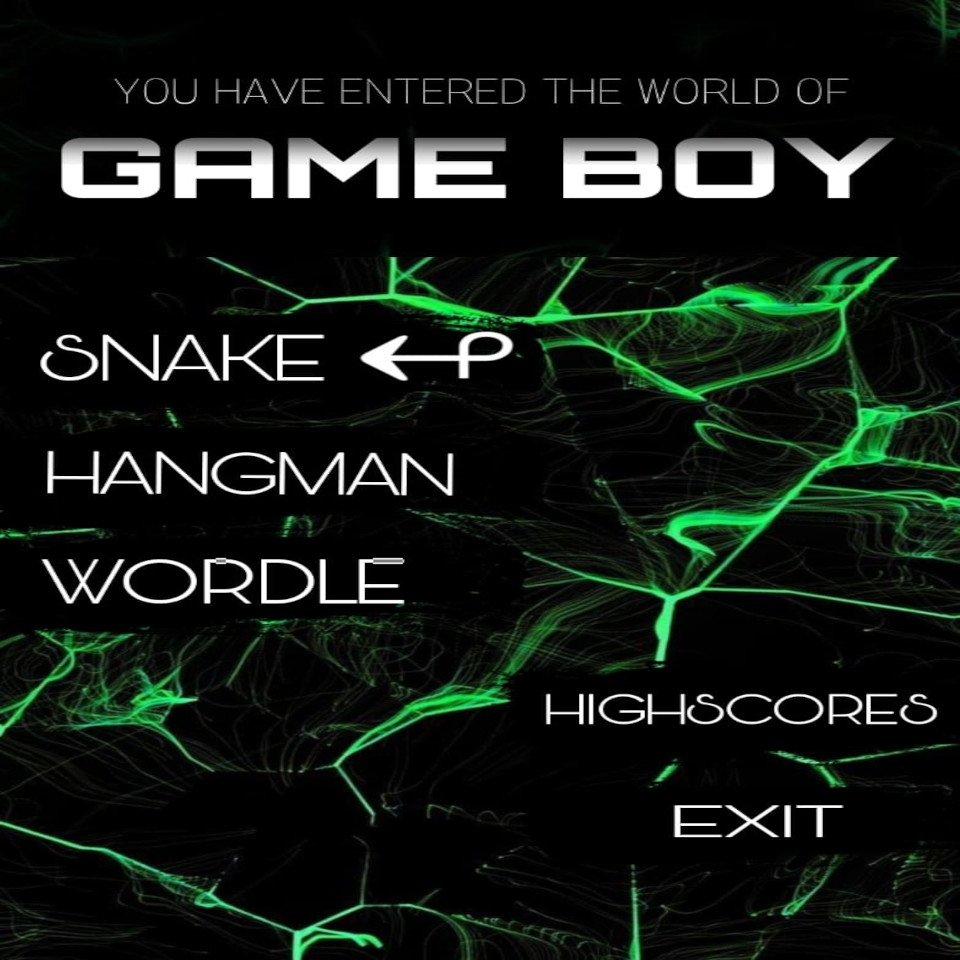 YOU HAVE ENTERED THE WORLD OF
GAME BOY
SNAKE
HANGMAN
WORDLE
HIGHSCORES
EXIT